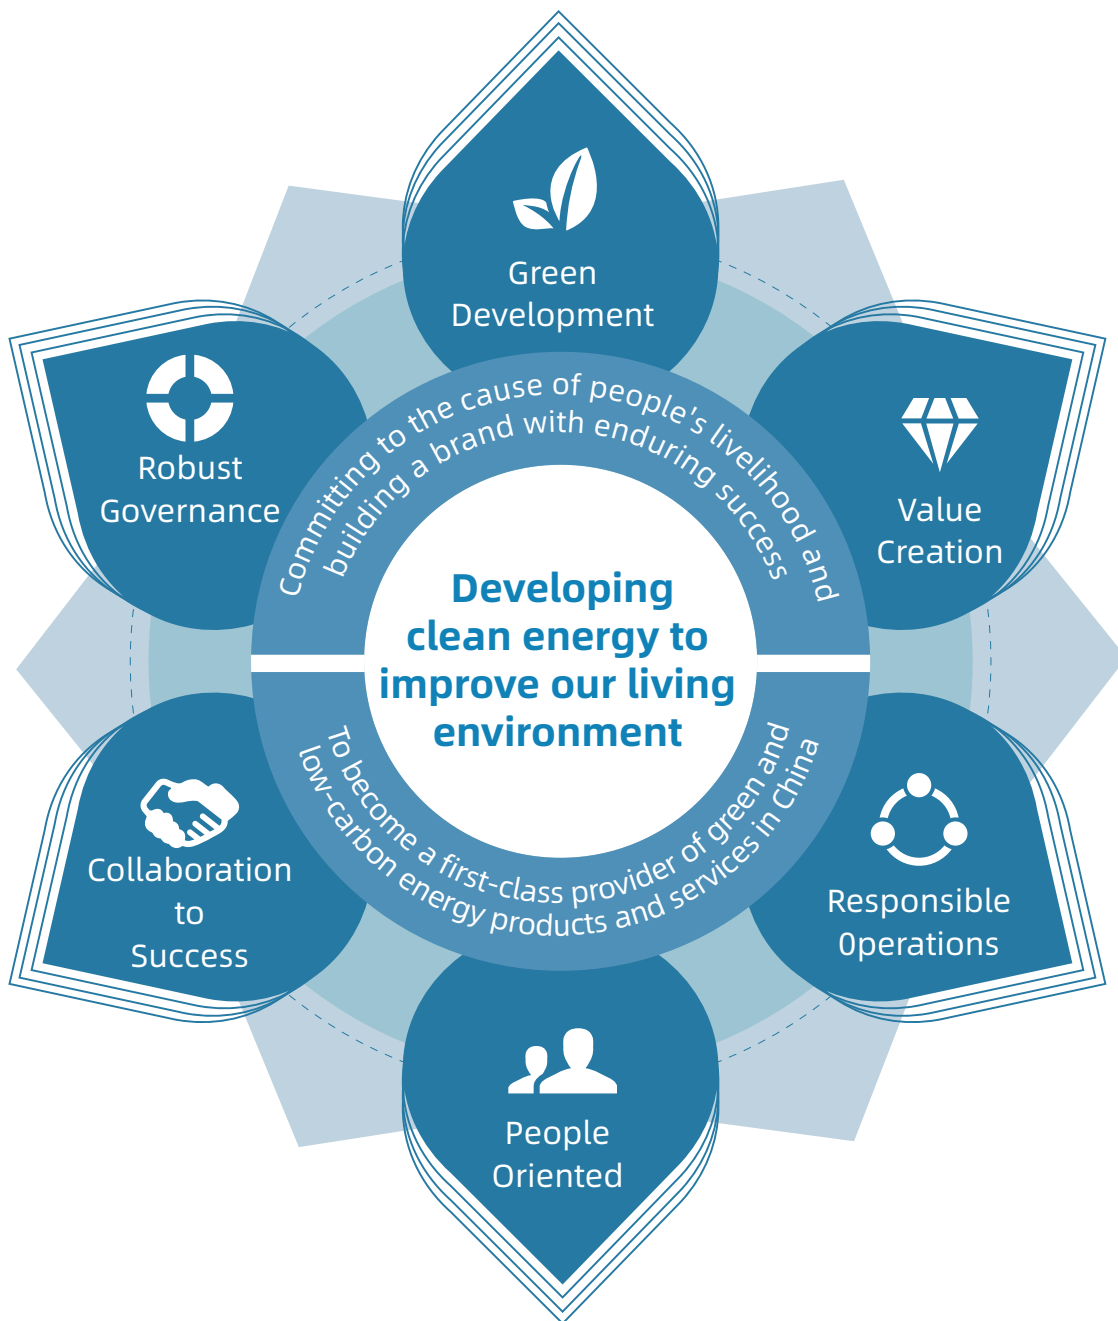 Green
Development
Robust
Governance
Value
Creation
Committing to the cause of people's livelihood and
building a brand with enduring success
Developing
clean energy to
improve our living
environment
To become a first-class provider of green and
low-carbon energy products and services in China
Collaboration
to
Success
Responsible
0perations
People
Oriented